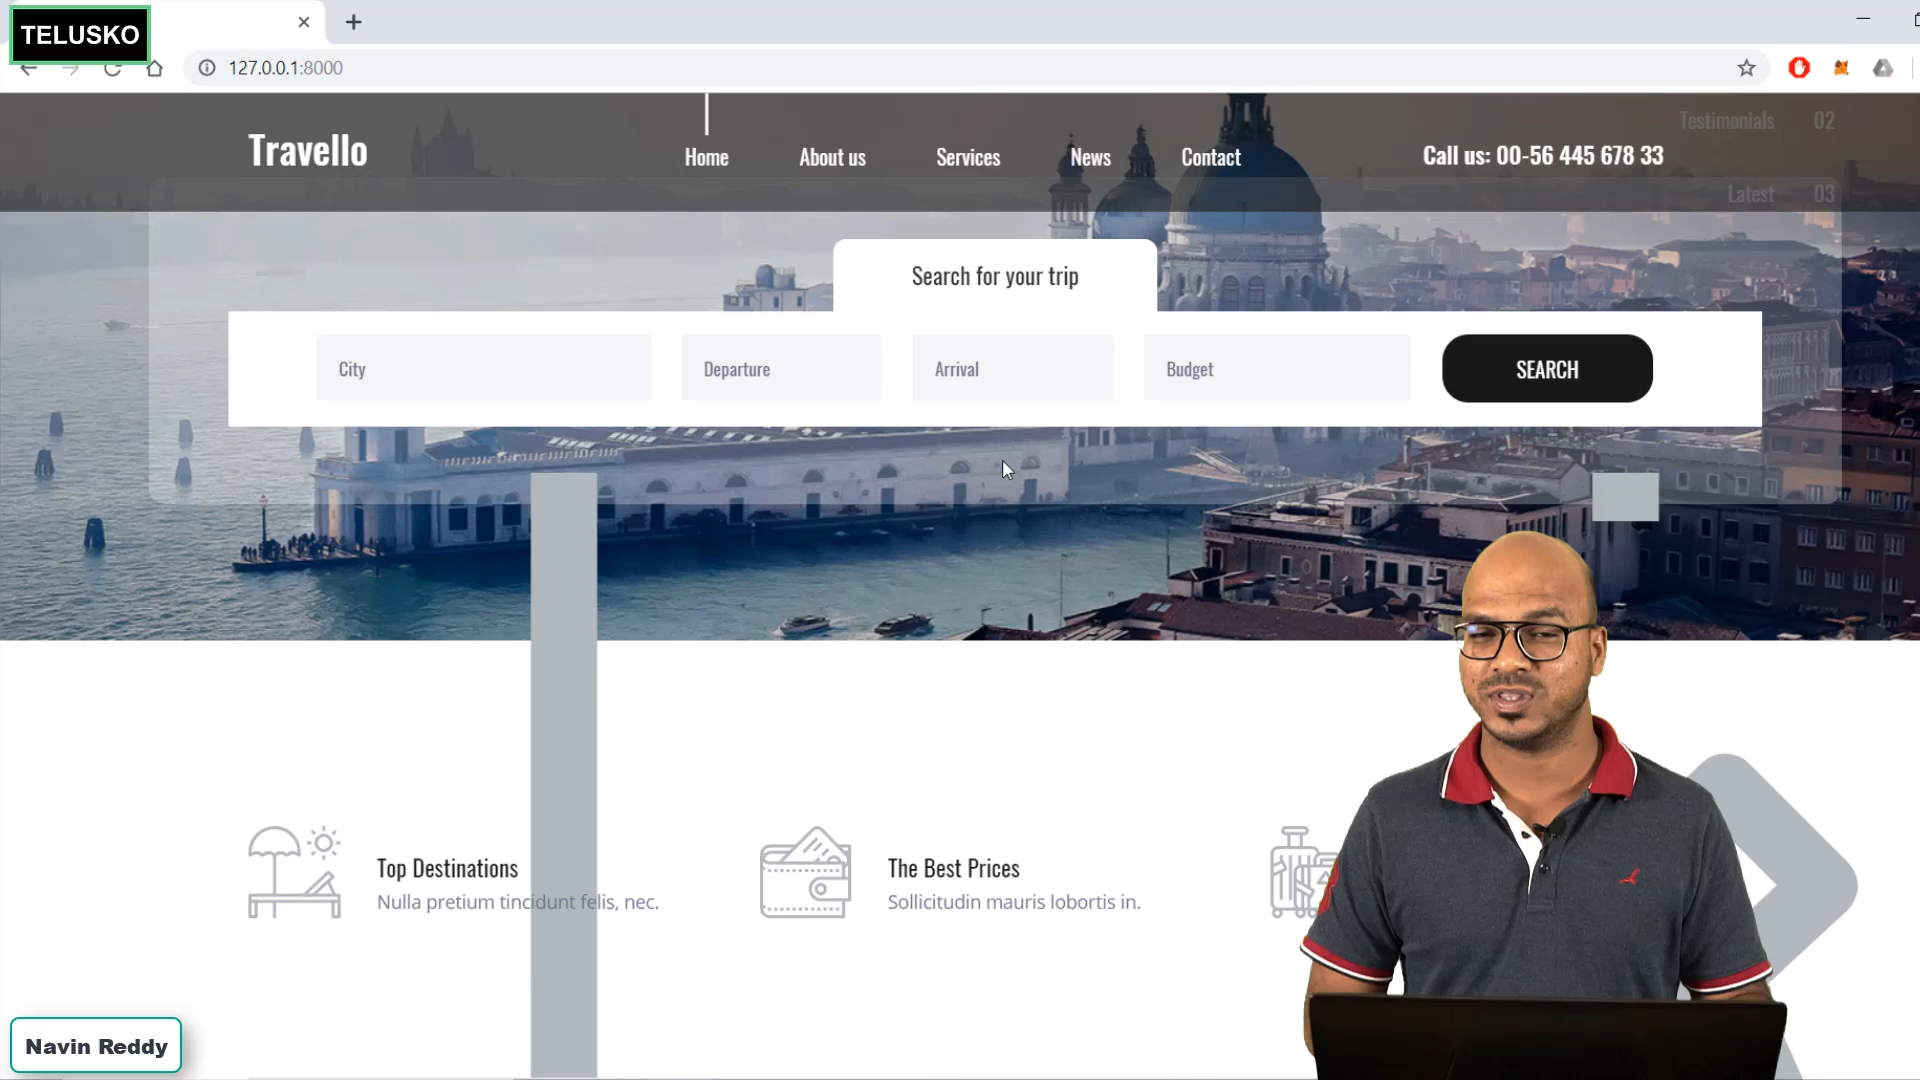 TELUSKO
127.0.0.1:8000
Testimonials 02
Travello
Home
About us
Services
News
Contact
Call us: 00-56 445 678 33
Latest 03
Search for your trip
City
Departure
Arrival
Budget
SEARCH
Top Destinations
Nulla pretium tincidunt felis, nec.
The Best Prices
Sollicitudin mauris lobortis in.
Navin Reddy